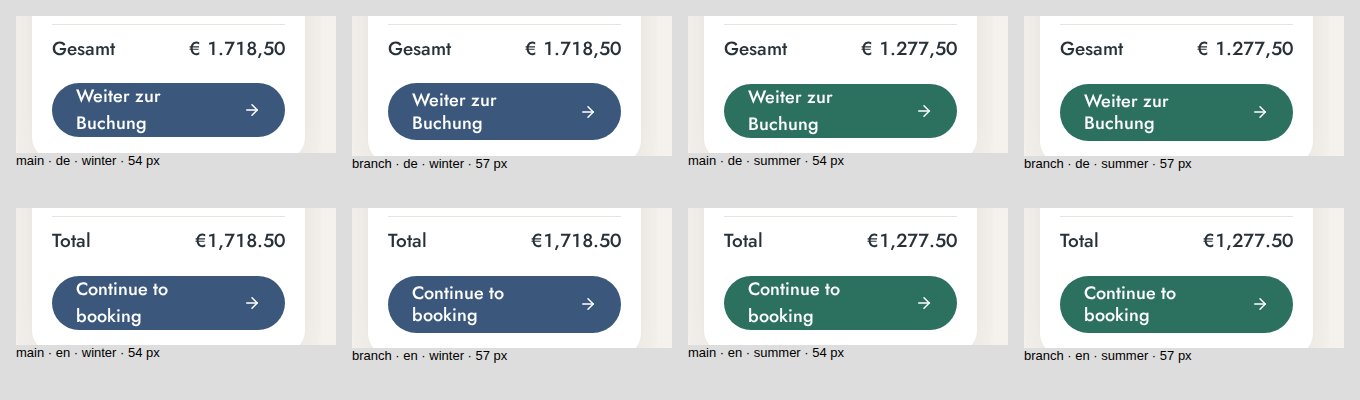 Gesamt € 1.718,50
Weiter zur
Buchung →
main · de · winter · 54 px
Gesamt € 1.718,50
Weiter zur
Buchung →
branch · de · winter · 57 px
Gesamt € 1.277,50
Weiter zur
Buchung →
main · de · summer · 54 px
Gesamt € 1.277,50
Weiter zur
Buchung →
branch · de · summer · 57 px
Total €1,718.50
Continue to
booking →
main · en · winter · 54 px
Total €1,718.50
Continue to
booking →
branch · en · winter · 57 px
Total €1,277.50
Continue to
booking →
main · en · summer · 54 px
Total €1,277.50
Continue to
booking →
branch · en · summer · 57 px